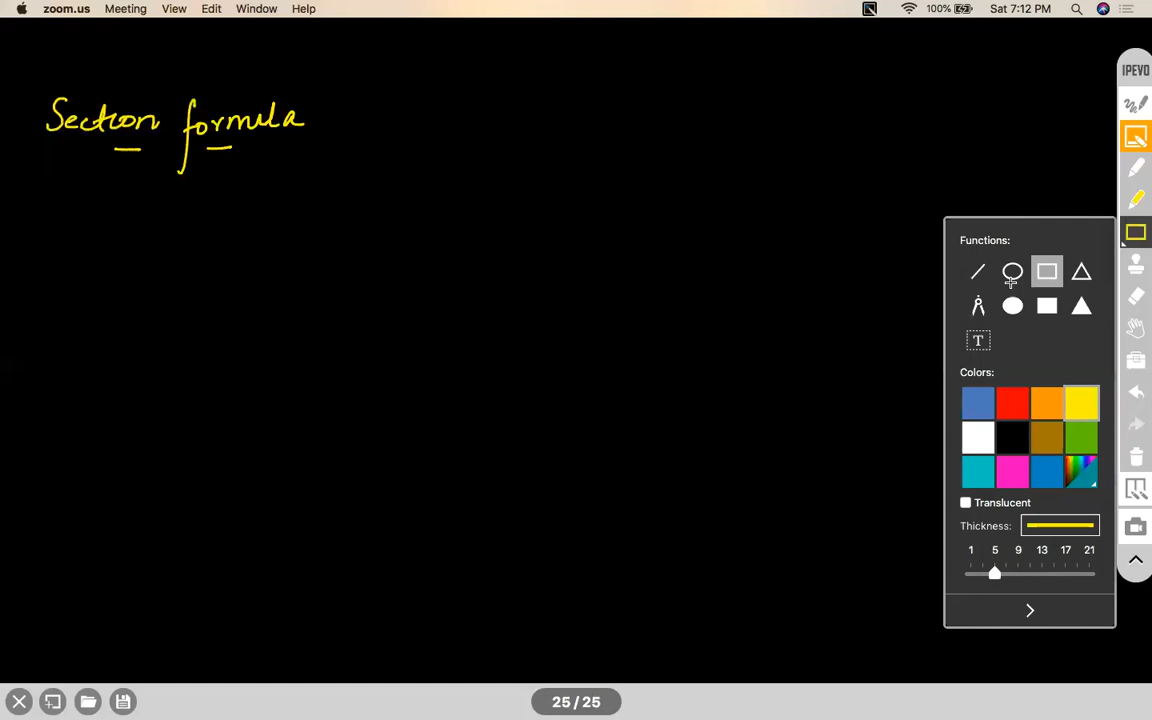 zoom.us Meeting View Edit Window Help 100% Sat 7:12 PM
Section formula
IPEVO
Functions:
T
Colors:
Translucent
Thickness:
1 5 9 13 17 21
25 / 25